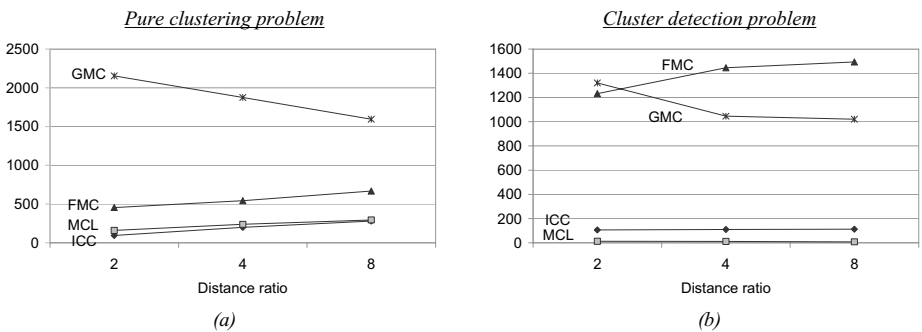 Pure clustering problem
2500
2000
1500
1000
500
0
GMC
FMC
MCL
ICC
2 4 8
Distance ratio
(a)
Cluster detection problem
1600
1400
1200
1000
800
600
400
200
0
FMC
GMC
ICC
MCL
2 4 8
Distance ratio
(b)